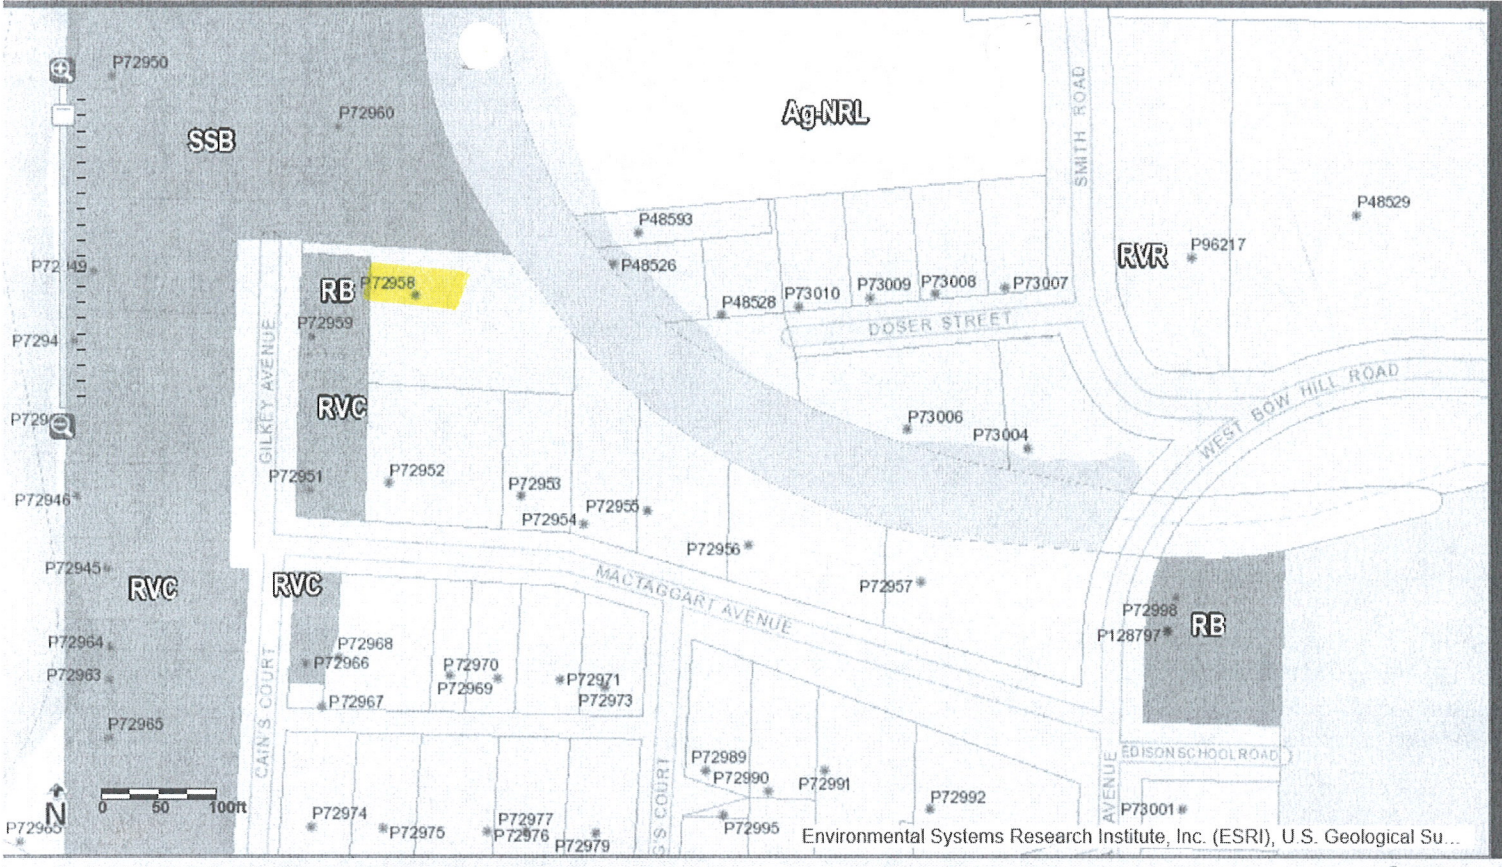 P72950
P72960
SSB
Ag-NRL
SMITH ROAD
P48529
P48593
P96217
RVR
P48526
RB
P72958
P73009
P73008
P73007
P48528
P73010
DOSER STREET
P72959
GILKEY AVENUE
P7294
RVC
WEST BOW HILL ROAD
P73006
P73004
P72951
P72952
P72953
P72946
P72955
P72954
P72956
P72945
RVC
RVC
MACTAGGART AVENUE
P72957
P72998
P128797
RB
P72964
P72968
P72966
P72970
P72971
P72963
P72969
P72973
P72967
P72965
CAIN'S COURT
EDISON SCHOOL ROAD
P72989
P72990
P72991
N
0 50 100ft
P72974
P72975
P72977
P72976
P72979
P72992
P73001
AVENUE
'S COURT
P72995
Environmental Systems Research Institute, Inc. (ESRI), U.S. Geological Su...